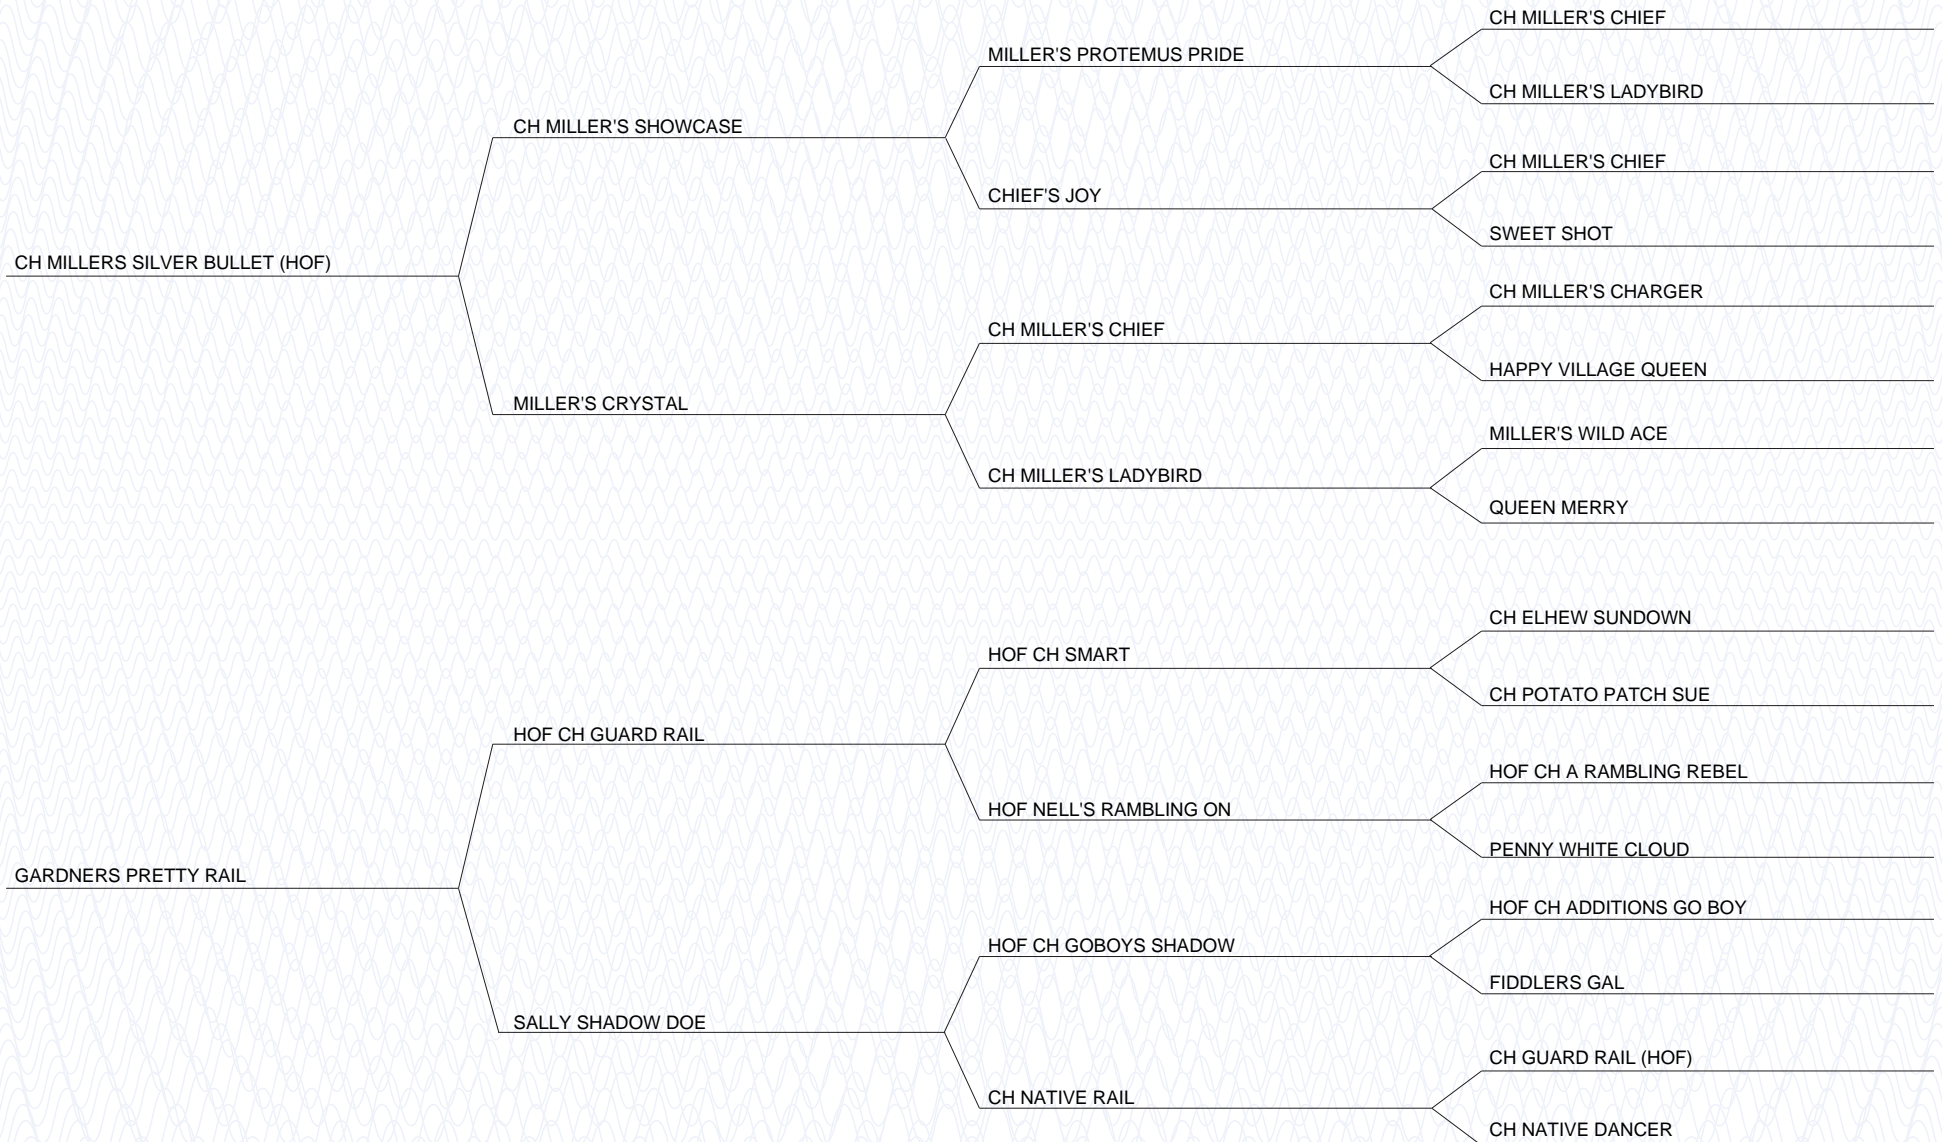 CH MILLER'S CHIEF
MILLER'S PROTEMUS PRIDE
CH MILLER'S LADYBIRD
CH MILLER'S SHOWCASE
CH MILLER'S CHIEF
CHIEF'S JOY
SWEET SHOT
CH MILLERS SILVER BULLET (HOF)
CH MILLER'S CHARGER
CH MILLER'S CHIEF
HAPPY VILLAGE QUEEN
MILLER'S CRYSTAL
MILLER'S WILD ACE
CH MILLER'S LADYBIRD
QUEEN MERRY
CH ELHEW SUNDOWN
HOF CH SMART
CH POTATO PATCH SUE
HOF CH GUARD RAIL
HOF CH A RAMBLING REBEL
HOF NELL'S RAMBLING ON
PENNY WHITE CLOUD
GARDNERS PRETTY RAIL
HOF CH ADDITIONS GO BOY
HOF CH GOBOYS SHADOW
FIDDLERS GAL
SALLY SHADOW DOE
CH GUARD RAIL (HOF)
CH NATIVE RAIL
CH NATIVE DANCER